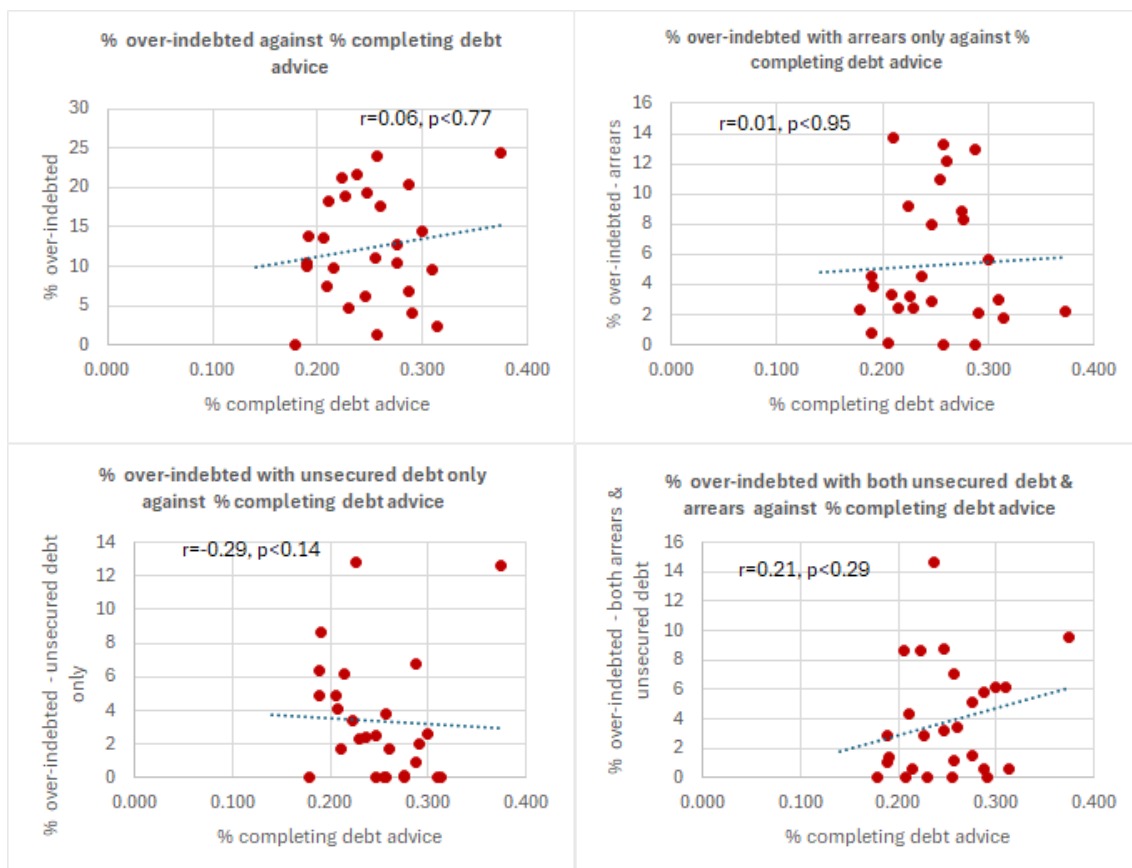 % over-indebted against % completing debt
advice
r=0.06, p<0.77
% over-indebted
30
25
20
15
10
5
0
0.000 0.100 0.200 0.300 0.400
% completing debt advice
% over-indebted with arrears only against %
completing debt advice
r=0.01, p<0.95
% over-indebted - arrears
16
14
12
10
8
6
4
2
0
0.000 0.100 0.200 0.300 0.400
% completing debt advice
% over-indebted with unsecured debt only
against % completing debt advice
r=-0.29, p<0.14
% over-indebted - unsecured debt
only
14
12
10
8
6
4
2
0
0.000 0.100 0.200 0.300 0.400
% completing debt advice
% over-indebted with both unsecured debt &
arrears against % completing debt advice
r=0.21, p<0.29
% over-indebted - both arrears &
unsecured debt
16
14
12
10
8
6
4
2
0
0.000 0.100 0.200 0.300 0.400
% completing debt advice